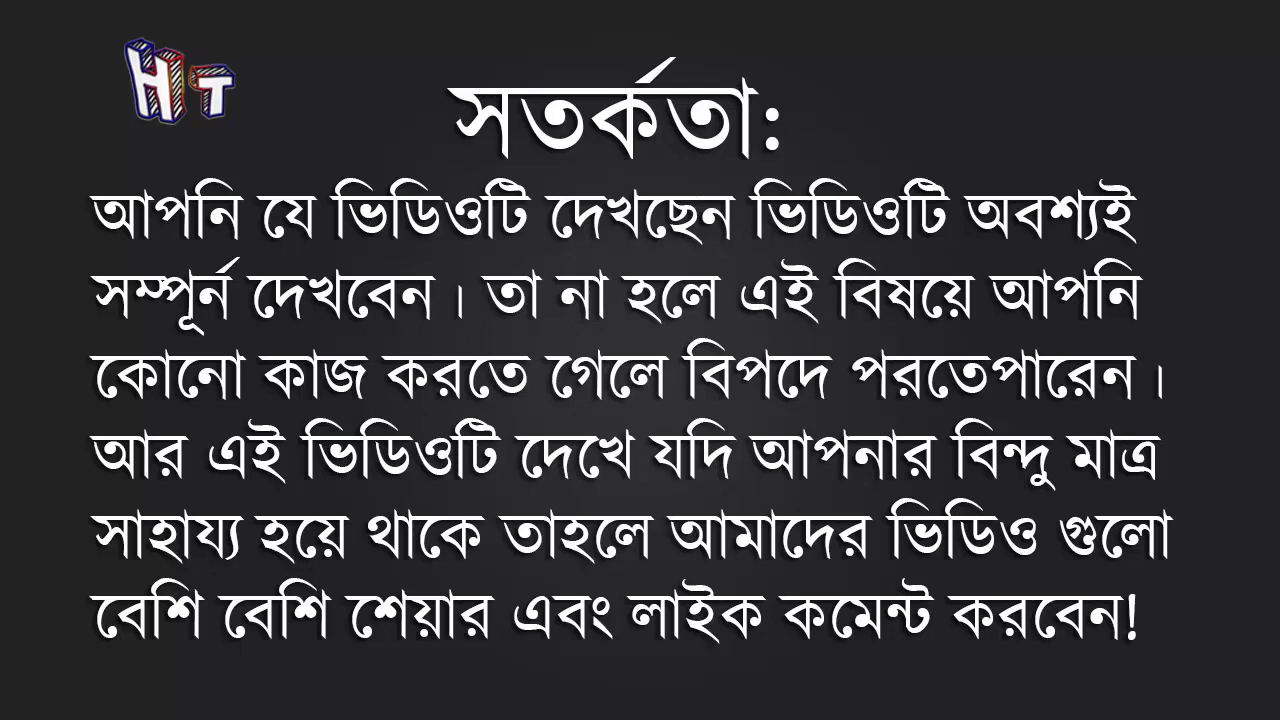 HIT
সতর্কতা:
আপনি যে ভিডিওটি দেখছেন ভিডিওটি অবশ্যই
সম্পূর্ন দেখবেন। তা না হলে এই বিষয়ে আপনি
কোনো কাজ করতে গেলে বিপদে পরতেপারেন।
আর এই ভিডিওটি দেখে যদি আপনার বিন্দু মাত্র
সাহায্য হয়ে থাকে তাহলে আমাদের ভিডিও গুলো
বেশি বেশি শেয়ার এবং লাইক কমেন্ট করবেন!